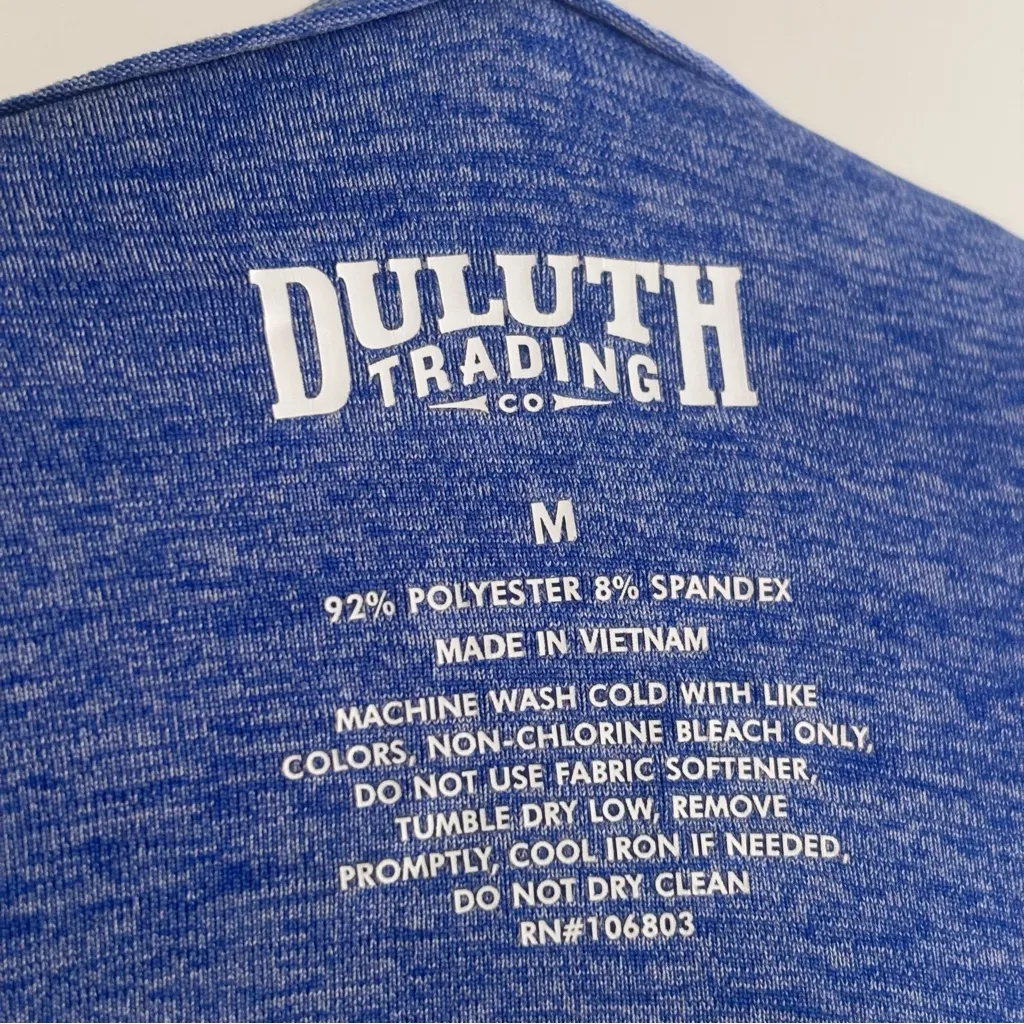 DULUTH
TRADING
CO
M
92% POLYESTER 8% SPANDEX
MADE IN VIETNAM
MACHINE WASH COLD WITH LIKE
COLORS, NON-CHLORINE BLEACH ONLY,
DO NOT USE FABRIC SOFTENER,
TUMBLE DRY LOW, REMOVE
PROMPTLY, COOL IRON IF NEEDED,
DO NOT DRY CLEAN
RN#106803